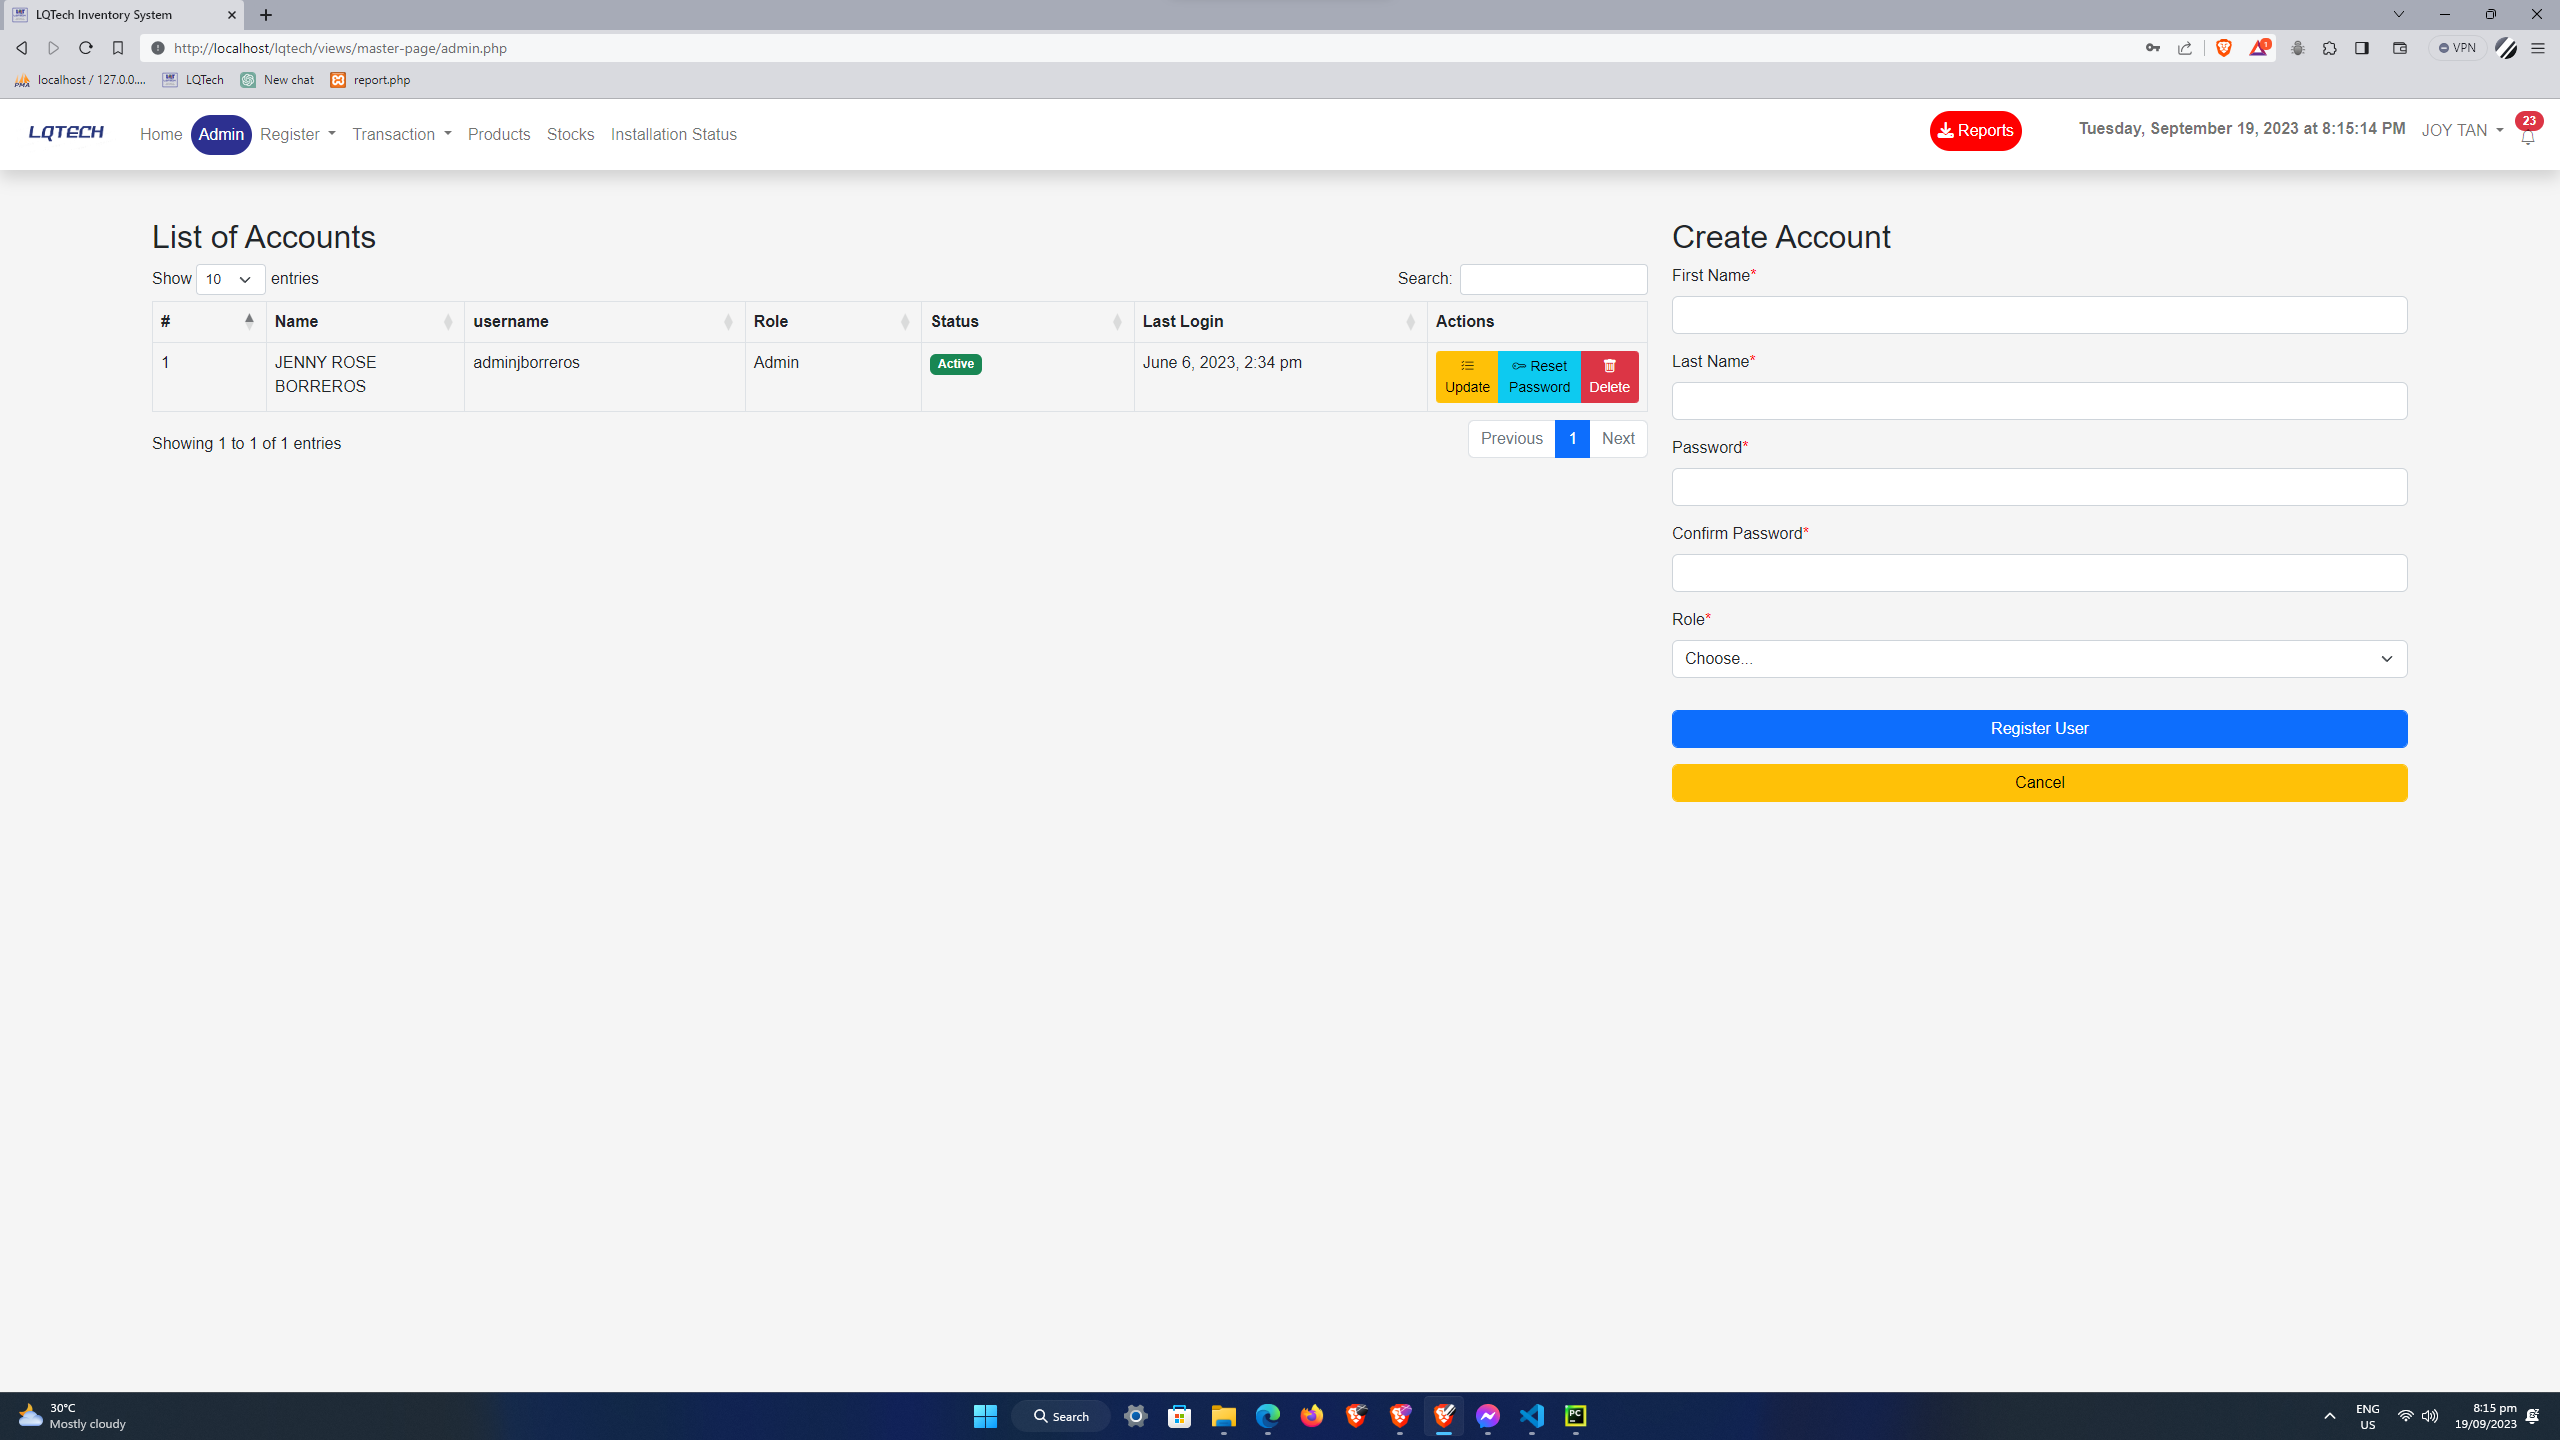 LQTech Inventory System
http://localhost/lqtech/views/master-page/admin.php
1
VPN
localhost / 127.0.0....
LQTech
New chat
report.php
LQTECH
Home
Admin
Register
Transaction
Products
Stocks
Installation Status
Reports
Tuesday, September 19, 2023 at 8:15:14 PM
JOY TAN
23
List of Accounts
Show 10 entries
Search:
# Name username Role Status Last Login Actions
1 JENNY ROSE BORREROS adminjborreros Admin Active June 6, 2023, 2:34 pm
Update
Reset Password
Delete
Showing 1 to 1 of 1 entries
Previous 1 Next
Create Account
First Name*
Last Name*
Password*
Confirm Password*
Role*
Choose...
Register User
Cancel
30°C
Mostly cloudy
Search
PC
ENG
US
8:15 pm
19/09/2023